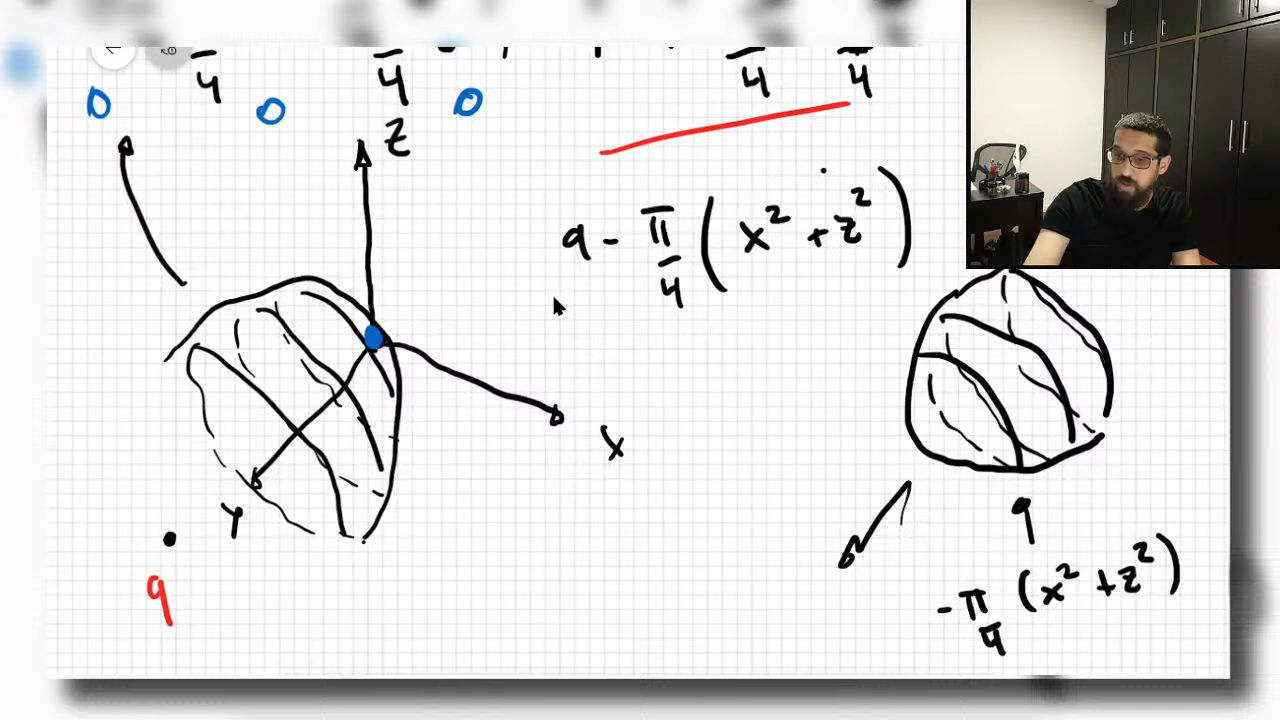 4 4 4 4
0 0 0
Z
9 - π/4 (x² + z²)
X
Y
9
9
- π/4 (x² + z²)